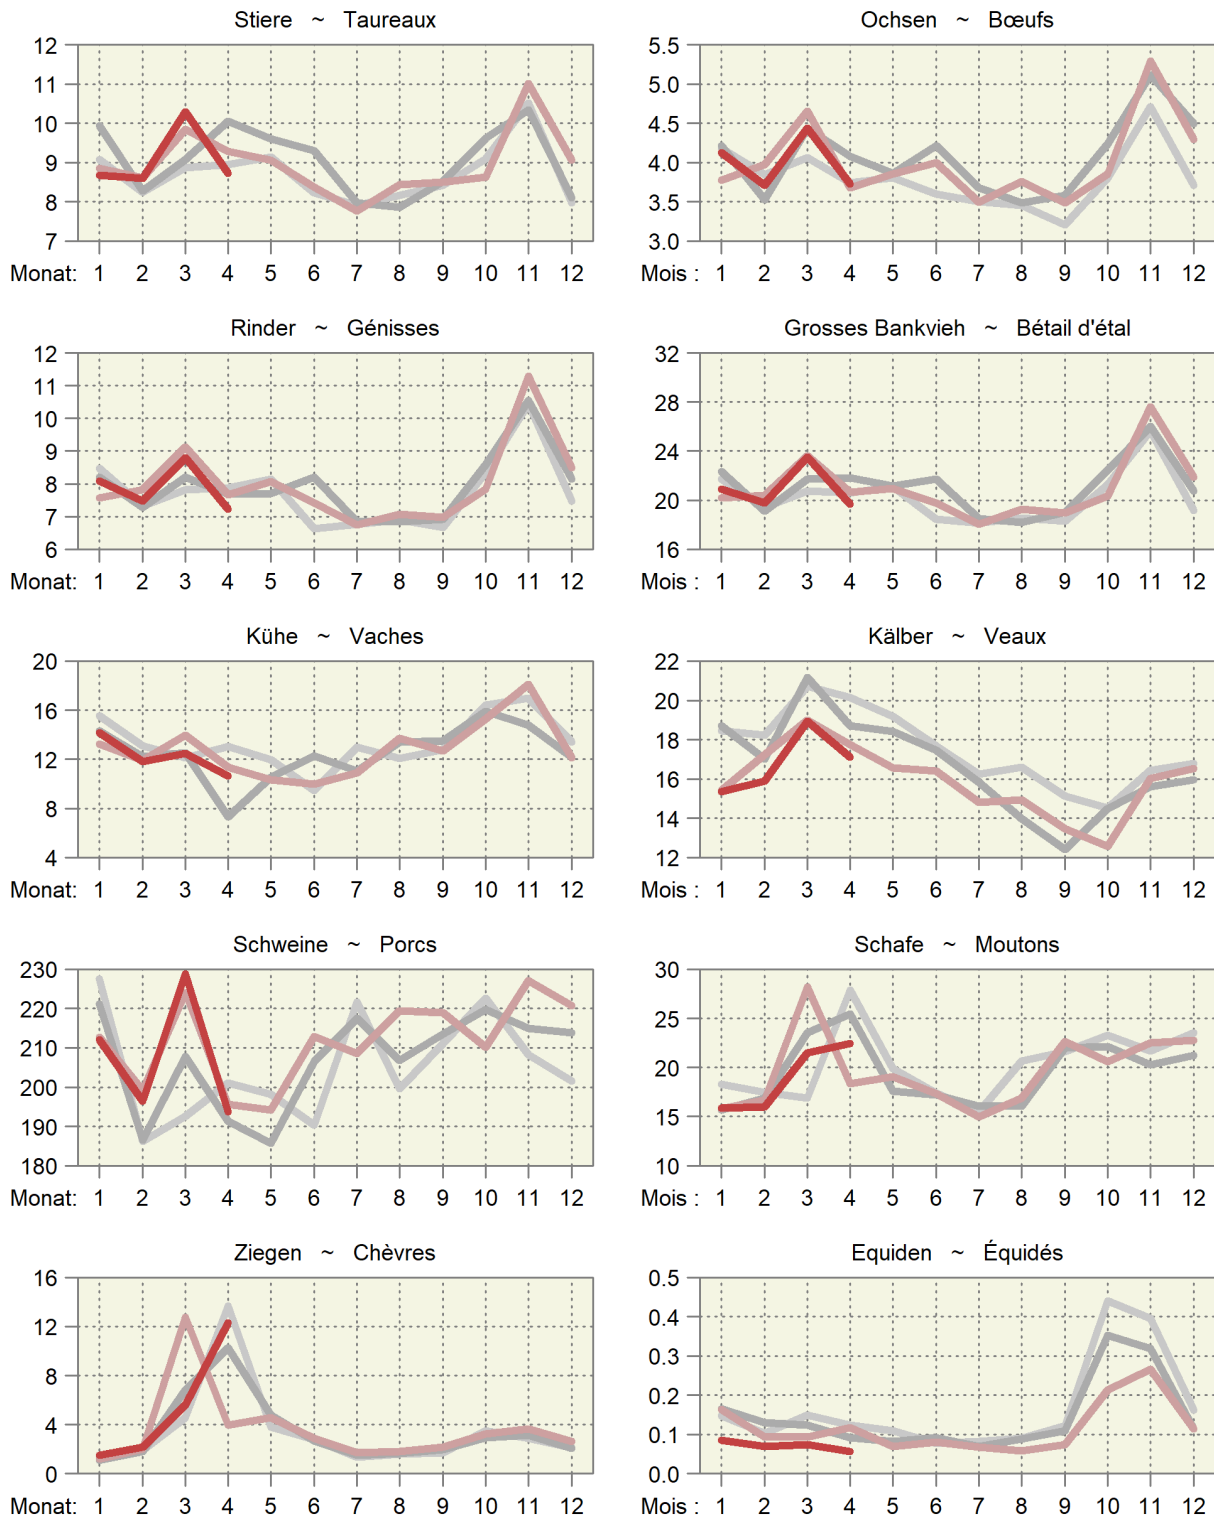 Stiere ~ Taureaux
12
11
10
9
8
7
Monat: 1 2 3 4 5 6 7 8 9 10 11 12
Ochsen ~ Bœufs
5.5
5.0
4.5
4.0
3.5
3.0
Mois : 1 2 3 4 5 6 7 8 9 10 11 12
Rinder ~ Génisses
12
11
10
9
8
7
6
Monat: 1 2 3 4 5 6 7 8 9 10 11 12
Grosses Bankvieh ~ Bétail d'étal
32
28
24
20
16
Mois : 1 2 3 4 5 6 7 8 9 10 11 12
Kühe ~ Vaches
20
16
12
8
4
Monat: 1 2 3 4 5 6 7 8 9 10 11 12
Kälber ~ Veaux
22
20
18
16
14
12
Mois : 1 2 3 4 5 6 7 8 9 10 11 12
Schweine ~ Porcs
230
220
210
200
190
180
Monat: 1 2 3 4 5 6 7 8 9 10 11 12
Schafe ~ Moutons
30
25
20
15
10
Mois : 1 2 3 4 5 6 7 8 9 10 11 12
Ziegen ~ Chèvres
16
12
8
4
0
Monat: 1 2 3 4 5 6 7 8 9 10 11 12
Equiden ~ Équidés
0.5
0.4
0.3
0.2
0.1
0.0
Mois : 1 2 3 4 5 6 7 8 9 10 11 12